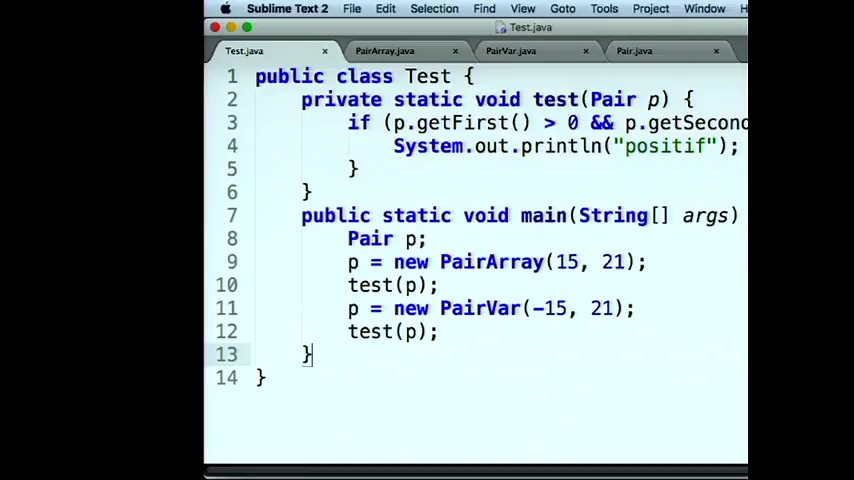 Sublime Text 2 File Edit Selection Find View Goto Tools Project Window H
Test.java
Test.java × PairArray.java × PairVar.java × Pair.java ×
1 public class Test {
2 private static void test(Pair p) {
3 if (p.getFirst() > 0 && p.getSecond
4 System.out.println("positif");
5 }
6 }
7 public static void main(String[] args)
8 Pair p;
9 p = new PairArray(15, 21);
10 test(p);
11 p = new PairVar(-15, 21);
12 test(p);
13 }
14 }